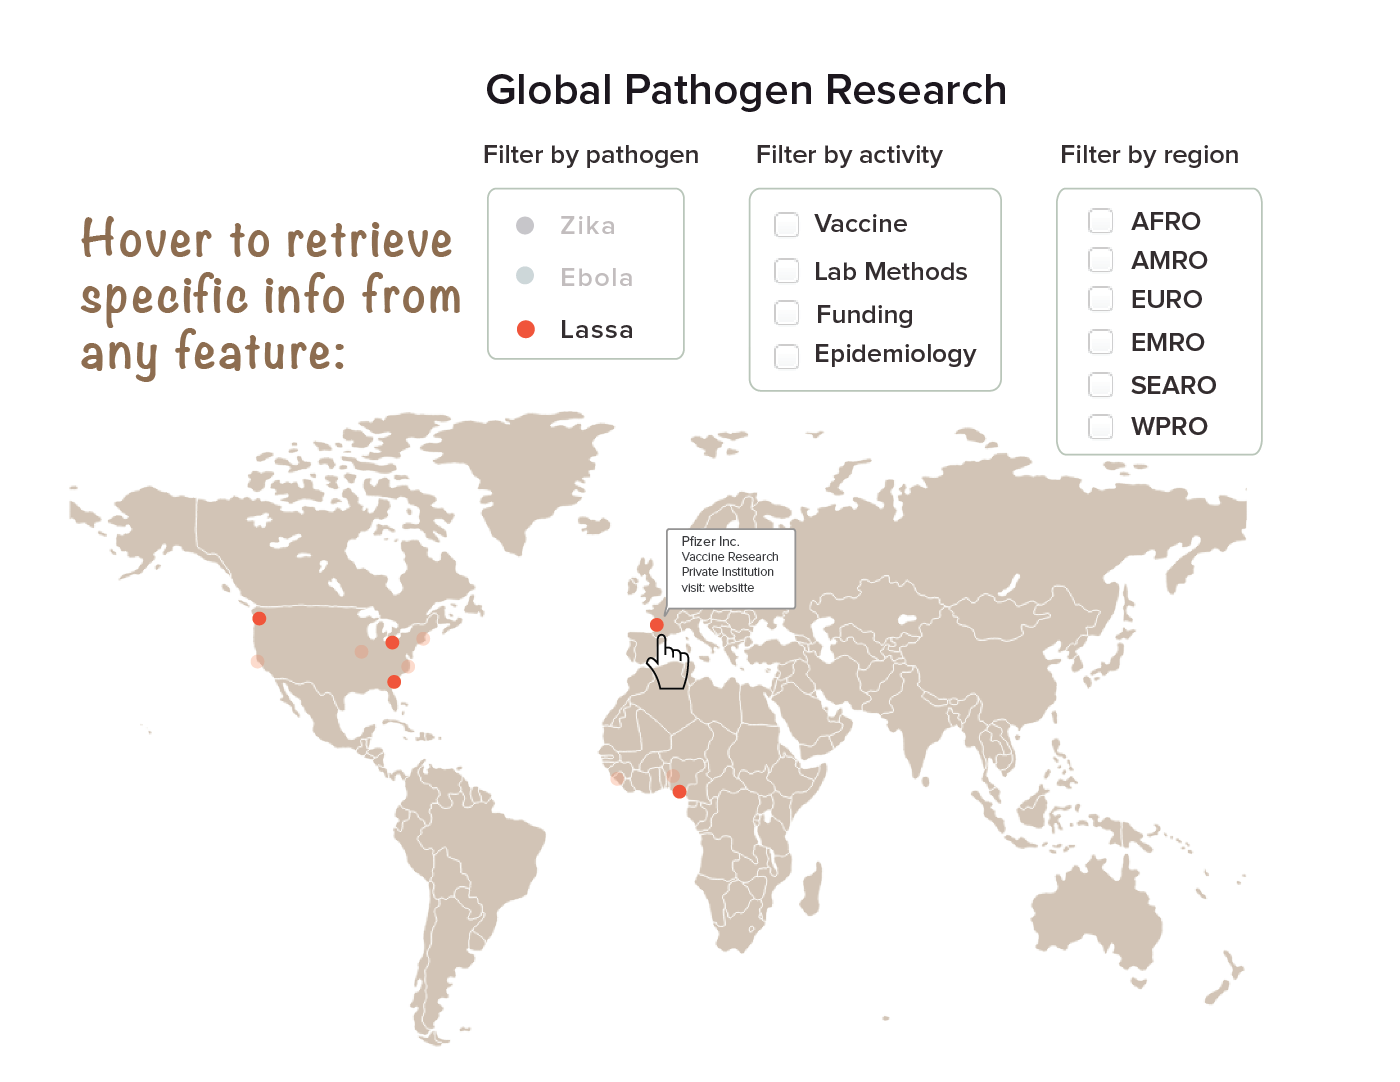 Global Pathogen Research
Filter by pathogen
Zika
Ebola
Lassa
Filter by activity
Vaccine
Lab Methods
Funding
Epidemiology
Filter by region
AFRO
AMRO
EURO
EMRO
SEARO
WPRO
Hover to retrieve
specific info from
any feature:
Pfizer Inc.
Vaccine Research
Private Institution
visit: websitte